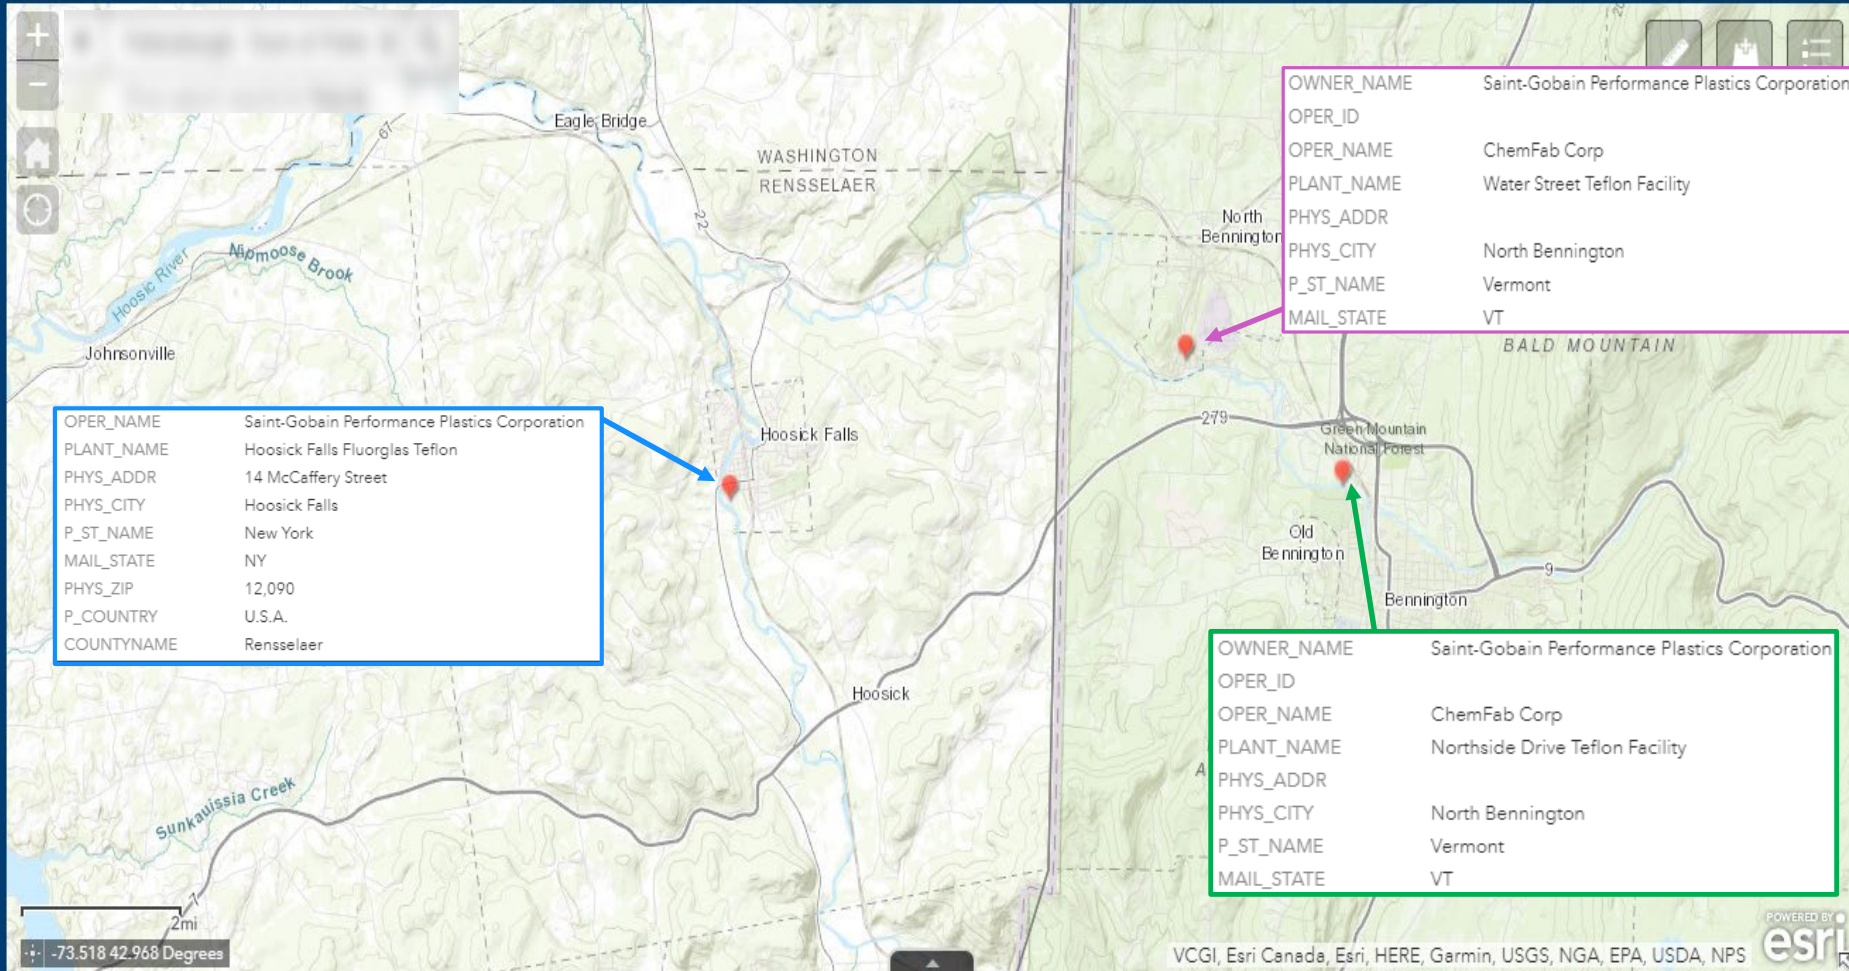 +
−
67
Eagle Bridge
WASHINGTON
RENSSELAER
22
Nipmoose Brook
Hoosic River
Johnsonville
North
Bennington
OWNER_NAME Saint-Gobain Performance Plastics Corporation
OPER_ID
OPER_NAME ChemFab Corp
PLANT_NAME Water Street Teflon Facility
PHYS_ADDR
PHYS_CITY North Bennington
P_ST_NAME Vermont
MAIL_STATE VT
BALD MOUNTAIN
OPER_NAME Saint-Gobain Performance Plastics Corporation
PLANT_NAME Hoosick Falls Fluorglas Teflon
PHYS_ADDR 14 McCaffery Street
PHYS_CITY Hoosick Falls
P_ST_NAME New York
MAIL_STATE NY
PHYS_ZIP 12,090
P_COUNTRY U.S.A.
COUNTYNAME Rensselaer
Hoosick Falls
279
Green Mountain
National Forest
Old
Bennington
9
Bennington
Hoosick
OWNER_NAME Saint-Gobain Performance Plastics Corporation
OPER_ID
OPER_NAME ChemFab Corp
PLANT_NAME Northside Drive Teflon Facility
PHYS_ADDR
PHYS_CITY North Bennington
P_ST_NAME Vermont
MAIL_STATE VT
A
Sunkauissia Creek
7
2mi
-73.518 42.968 Degrees
VCGI, Esri Canada, Esri, HERE, Garmin, USGS, NGA, EPA, USDA, NPS
POWERED BY
esri